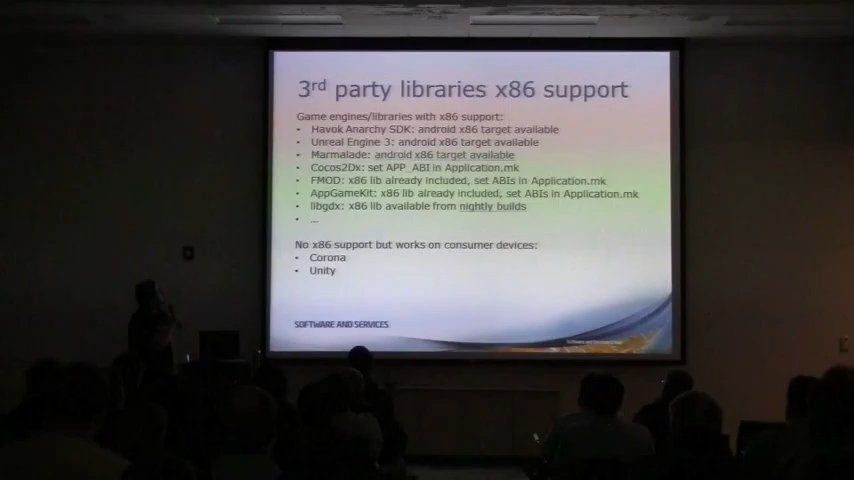 3rd party libraries x86 support
Game engines/libraries with x86 support:
• Havok Anarchy SDK: android x86 target available
• Unreal Engine 3: android x86 target available
• Marmalade: android x86 target available
• Cocos2Dx: set APP_ABI in Application.mk
• FMOD: x86 lib already included, set ABIs in Application.mk
• AppGameKit: x86 lib already included, set ABIs in Application.mk
• libgdx: x86 lib available from nightly builds
• ...
No x86 support but works on consumer devices:
• Corona
• Unity
SOFTWARE AND SERVICES